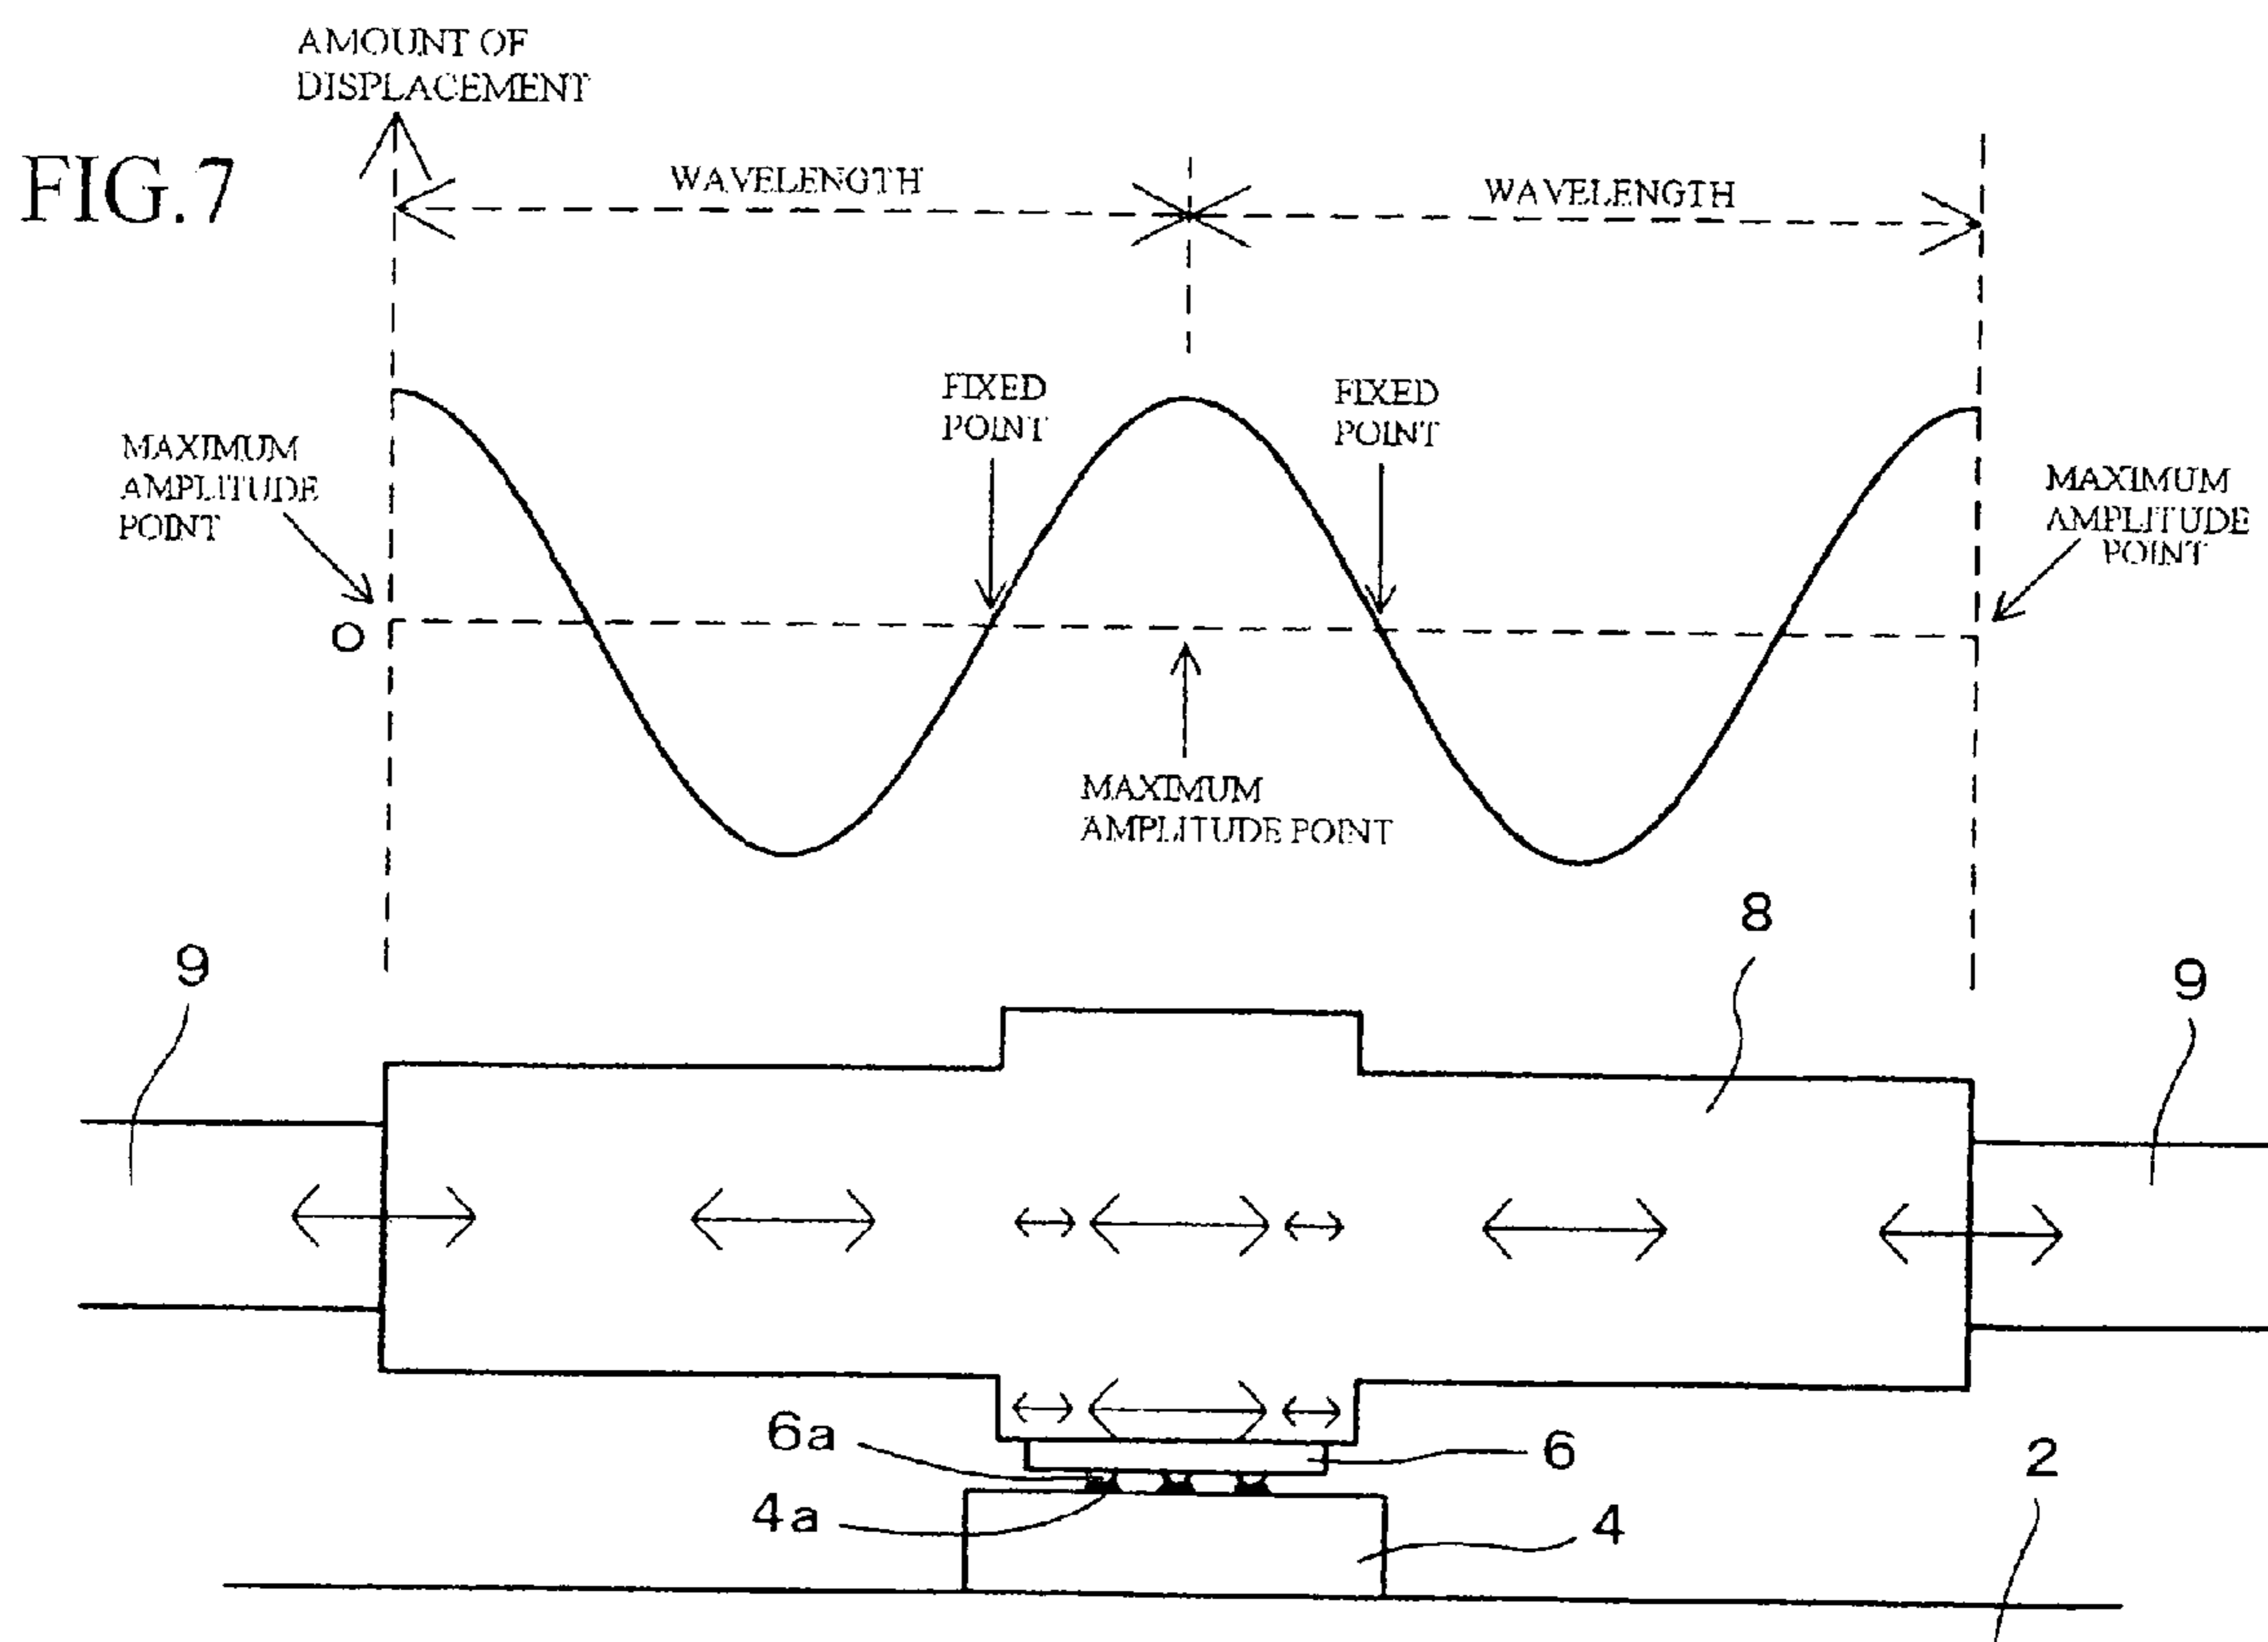 AMOUNT OF
DISPLACEMENT
FIG.7
WAVELENGTH
WAVELENGTH
FIXED
POINT
FIXED
POINT
MAXIMUM
AMPLITUDE
POINT
MAXIMUM
AMPLITUDE
POINT
O
MAXIMUM
AMPLITUDE POINT
8
9
9
6a
6
2
4a
4